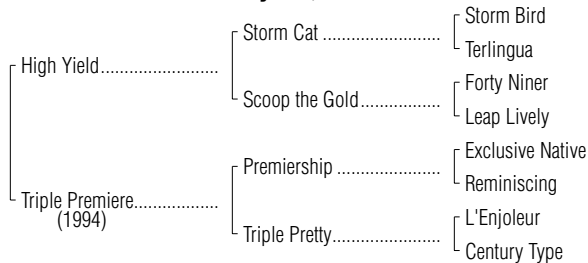 Storm Bird
Storm Cat ......................
Terlingua
High Yield.......................
Forty Niner
Scoop the Gold...............
Leap Lively
Exclusive Native
Premiership ...................
Reminiscing
Triple Premiere.................
(1994)
L'Enjoleur
Triple Pretty....................
Century Type